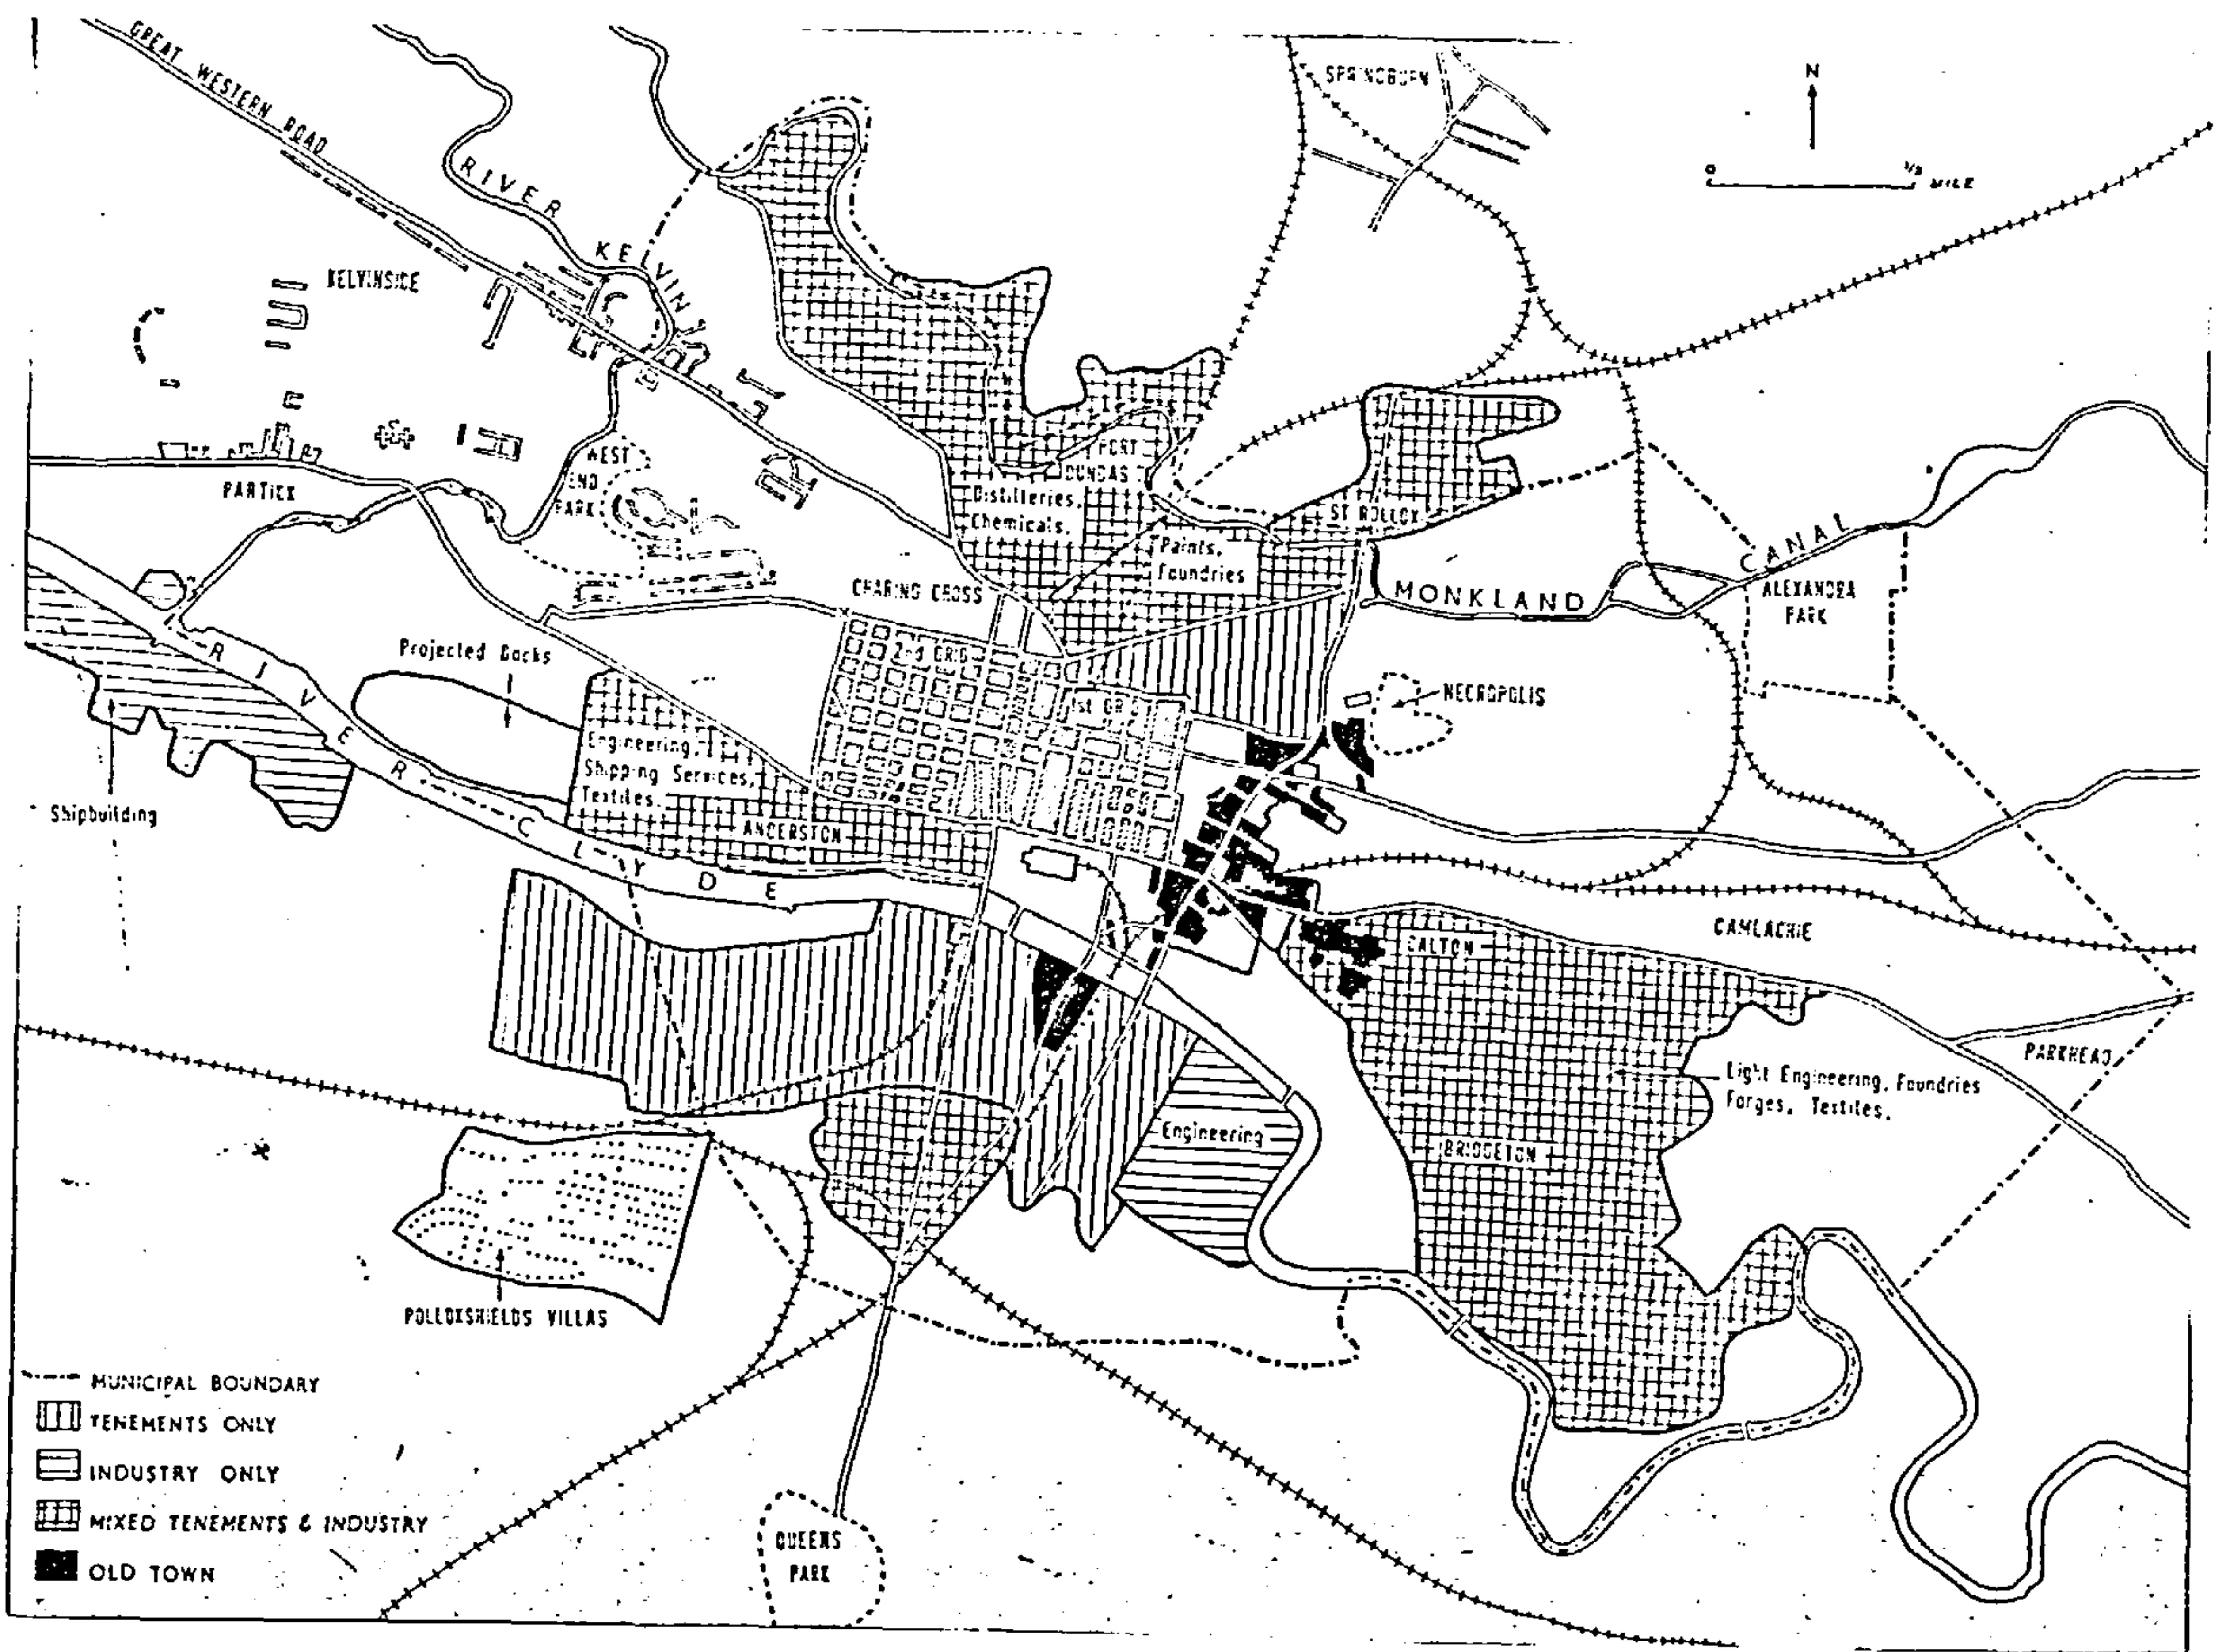 GREAT WESTERN ROAD
SPRINGBURN
N
0
½ MILE
RIVER KELVIN
KELVINSIDE
WEST
END
PARK
PARTICK
PORT
DUNDAS
Distilleries,
Chemicals.
ST ROLLOX
Paints,
Foundries
CHARING CROSS
MONKLAND CANAL
ALEXANDRA
PARK
Projected Docks
2nd GRID
1st GRID
NECROPOLIS
RIVER CLYDE
Engineering,
Shipping Services,
Textiles.
ANDERSTON
Shipbuilding
CALTON
CAMLACHIE
PARKHEAD
Light Engineering, Foundries
Forges, Textiles.
Engineering
BRIDGETON
POLLOKSHIELDS VILLAS
MUNICIPAL BOUNDARY
TENEMENTS ONLY
INDUSTRY ONLY
MIXED TENEMENTS & INDUSTRY
OLD TOWN
QUEENS
PARK